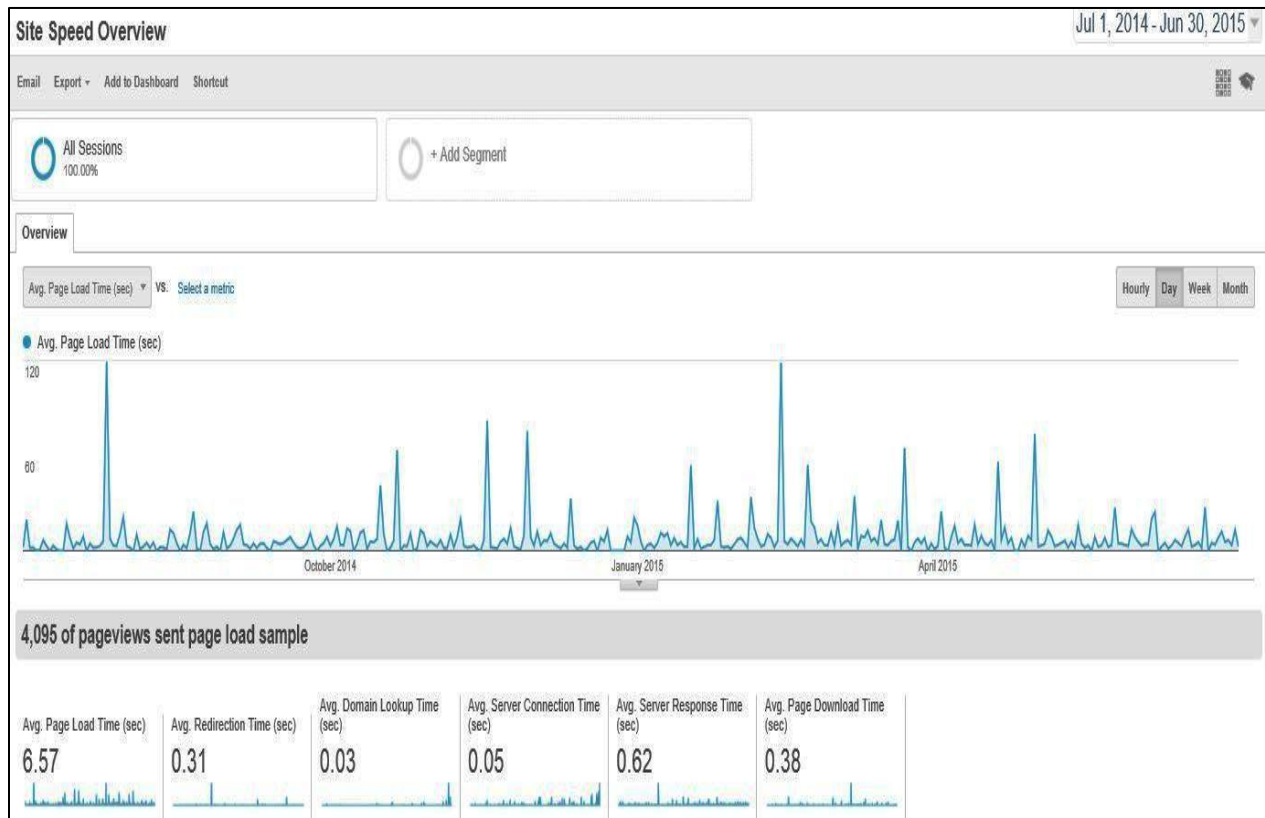 Site Speed Overview
Jul 1, 2014 - Jun 30, 2015
Email Export Add to Dashboard Shortcut
All Sessions
100.00%
+ Add Segment
Overview
Avg. Page Load Time (sec) VS. Select a metric
Hourly Day Week Month
Avg. Page Load Time (sec)
120
60
October 2014 January 2015 April 2015
4,095 of pageviews sent page load sample
Avg. Page Load Time (sec)
6.57
Avg. Redirection Time (sec)
0.31
Avg. Domain Lookup Time
(sec)
0.03
Avg. Server Connection Time
(sec)
0.05
Avg. Server Response Time
(sec)
0.62
Avg. Page Download Time
(sec)
0.38